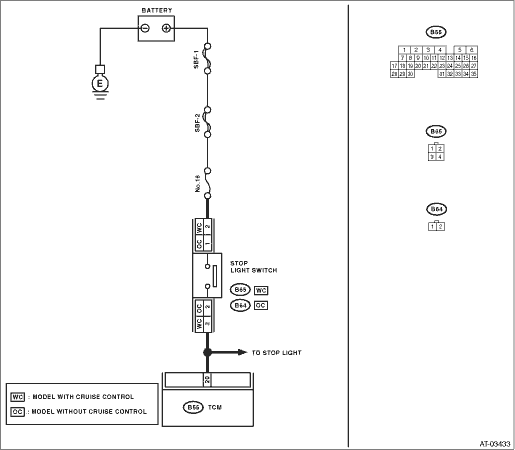 BATTERY
E
SBF-1
SBF-2
No.16
WC 2
OC 1
STOP
LIGHT SWITCH
B65 WC
B64 OC
OC 2
WC 3
TO STOP LIGHT
20
B55 TCM
WC : MODEL WITH CRUISE CONTROL
OC : MODEL WITHOUT CRUISE CONTROL
B55
1 2 3 4 5 6
7 8 9 10 11 12 13 14 15 16
17 18 19 20 21 22 23 24 25 26 27
28 29 30 31 32 33 34 35
B65
1 2
3 4
B64
1 2
AT-03433